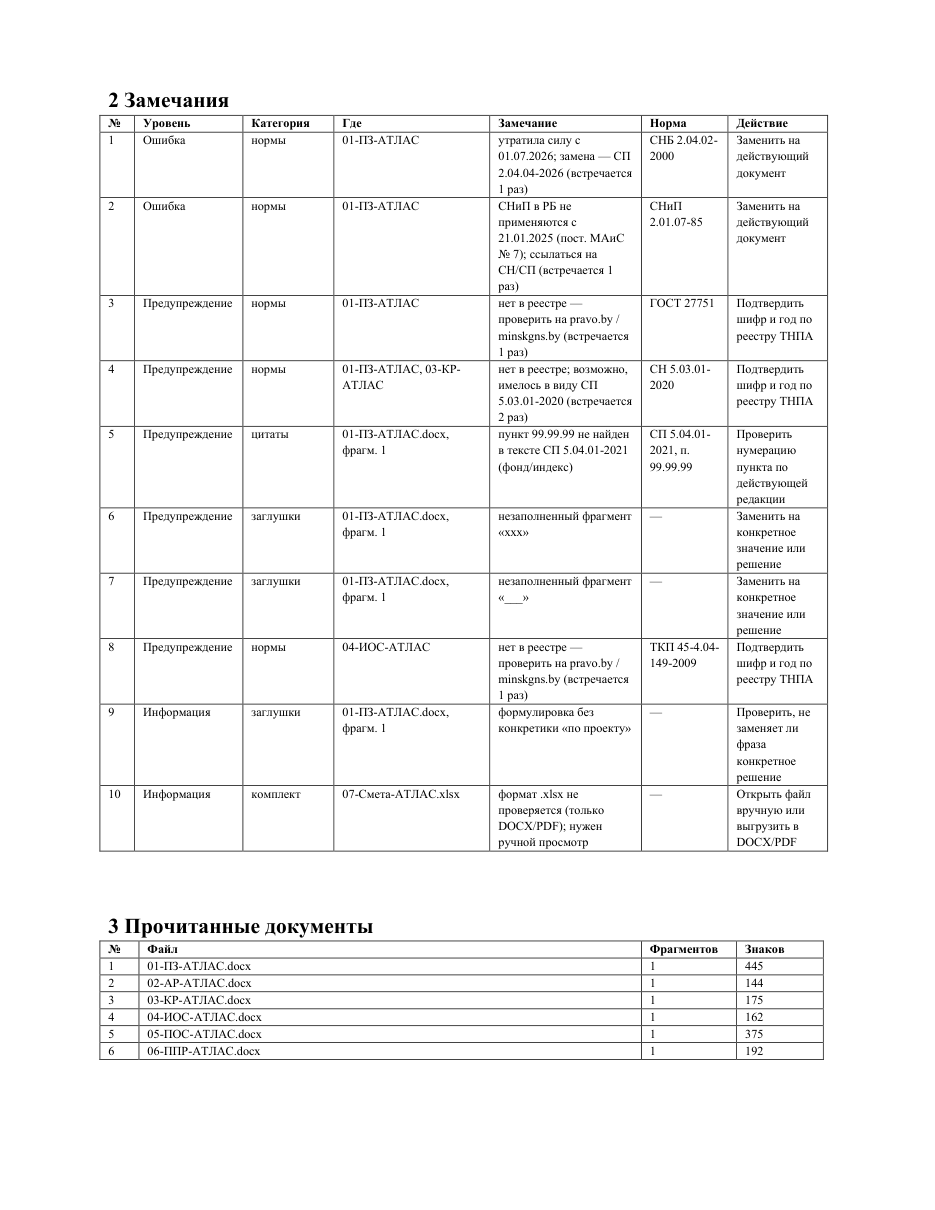 2 Замечания
№ Уровень Категория Где Замечание Норма Действие
1 Ошибка нормы 01-ПЗ-АТЛАС утратила силу с СНБ 2.04.02- Заменить на
01.07.2026; замена — СП 2000 действующий
2.04.04-2026 (встречается документ
1 раз)
2 Ошибка нормы 01-ПЗ-АТЛАС СНиП в РБ не СНиП Заменить на
применяются с 2.01.07-85 действующий
21.01.2025 (пост. МАиС документ
№ 7); ссылаться на
СН/СП (встречается 1
раз)
3 Предупреждение нормы 01-ПЗ-АТЛАС нет в реестре — ГОСТ 27751 Подтвердить
проверить на pravo.by / шифр и год по
minskgns.by (встречается реестру ТНПА
1 раз)
4 Предупреждение нормы 01-ПЗ-АТЛАС, 03-КР- нет в реестре; возможно, СН 5.03.01- Подтвердить
АТЛАС имелось в виду СП 2020 шифр и год по
5.03.01-2020 (встречается реестру ТНПА
2 раз)
5 Предупреждение цитаты 01-ПЗ-АТЛАС.docx, пункт 99.99.99 не найден СП 5.04.01- Проверить
фрагм. 1 в тексте СП 5.04.01-2021 2021, п. нумерацию
(фонд/индекс) 99.99.99 пункта по
действующей
редакции
6 Предупреждение заглушки 01-ПЗ-АТЛАС.docx, незаполненный фрагмент — Заменить на
фрагм. 1 «xxx» конкретное
значение или
решение
7 Предупреждение заглушки 01-ПЗ-АТЛАС.docx, незаполненный фрагмент — Заменить на
фрагм. 1 «___» конкретное
значение или
решение
8 Предупреждение нормы 04-ИОС-АТЛАС нет в реестре — ТКП 45-4.04- Подтвердить
проверить на pravo.by / 149-2009 шифр и год по
minskgns.by (встречается реестру ТНПА
1 раз)
9 Информация заглушки 01-ПЗ-АТЛАС.docx, формулировка без — Проверить, не
фрагм. 1 конкретики «по проекту» заменяет ли
фраза
конкретное
решение
10 Информация комплект 07-Смета-АТЛАС.xlsx формат .xlsx не — Открыть файл
проверяется (только вручную или
DOCX/PDF); нужен выгрузить в
ручной просмотр DOCX/PDF
3 Прочитанные документы
№ Файл Фрагментов Знаков
1 01-ПЗ-АТЛАС.docx 1 445
2 02-АР-АТЛАС.docx 1 144
3 03-КР-АТЛАС.docx 1 175
4 04-ИОС-АТЛАС.docx 1 162
5 05-ПОС-АТЛАС.docx 1 375
6 06-ППР-АТЛАС.docx 1 192